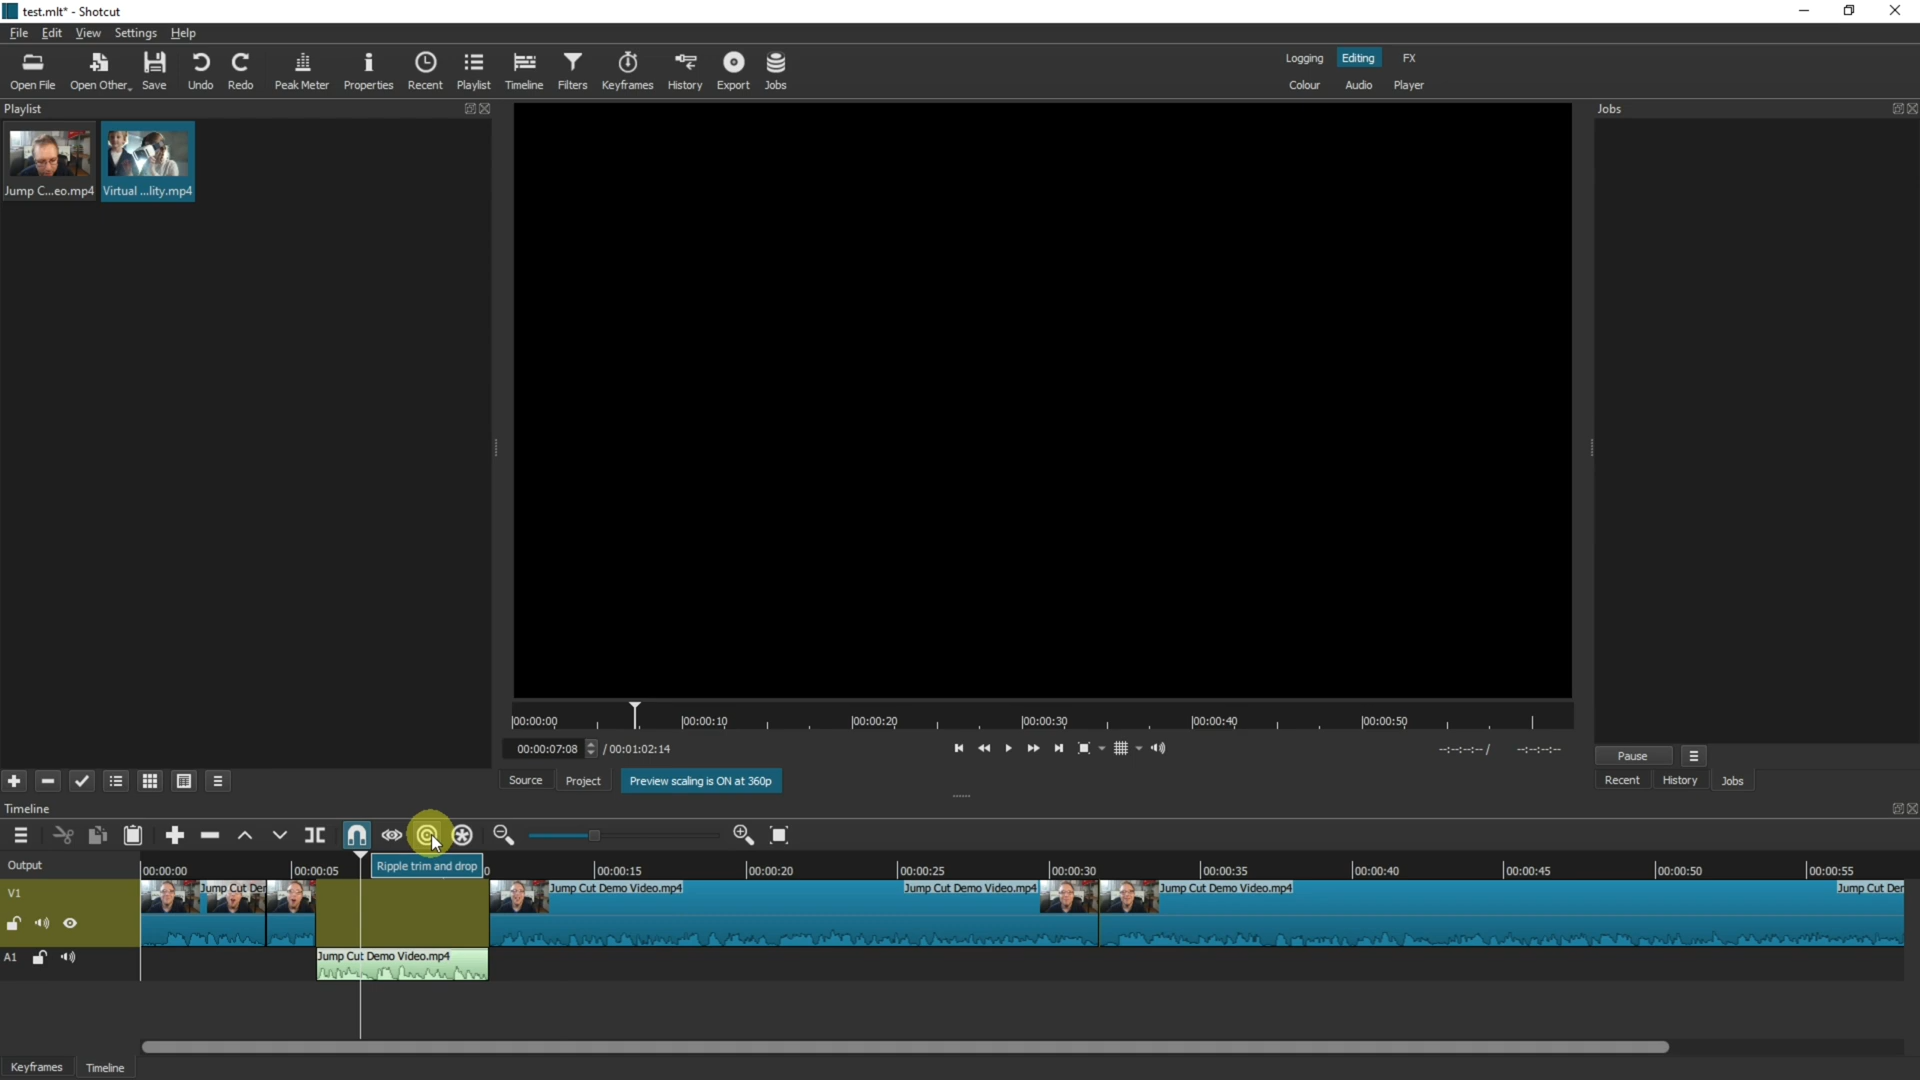 test.mlt* - Shotcut
File Edit View Settings Help
Open File Open Other Save Undo Redo Peak Meter Properties Recent Playlist Timeline Filters Keyframes History Export Jobs
Logging Editing FX
Colour Audio Player
Playlist
Jobs
Jump C...eo.mp4 Virtual ...lity.mp4
00:00:00 00:00:10 00:00:20 00:00:30 00:00:40 00:00:50
00:00:07:08 / 00:01:02:14 --:--:--:-- / --:--:--:--
Pause
Source Project Preview scaling is ON at 360p
Recent History Jobs
Timeline
Output
00:00:00 00:00:05 Ripple trim and drop 0 00:00:15 00:00:20 00:00:25 00:00:30 00:00:35 00:00:40 00:00:45 00:00:50 00:00:55
V1
Jump Cut Der Jump Cut Demo Video.mp4 Jump Cut Demo Video.mp4 Jump Cut Demo Video.mp4 Jump Cut Der
A1
Jump Cut Demo Video.mp4
Keyframes Timeline